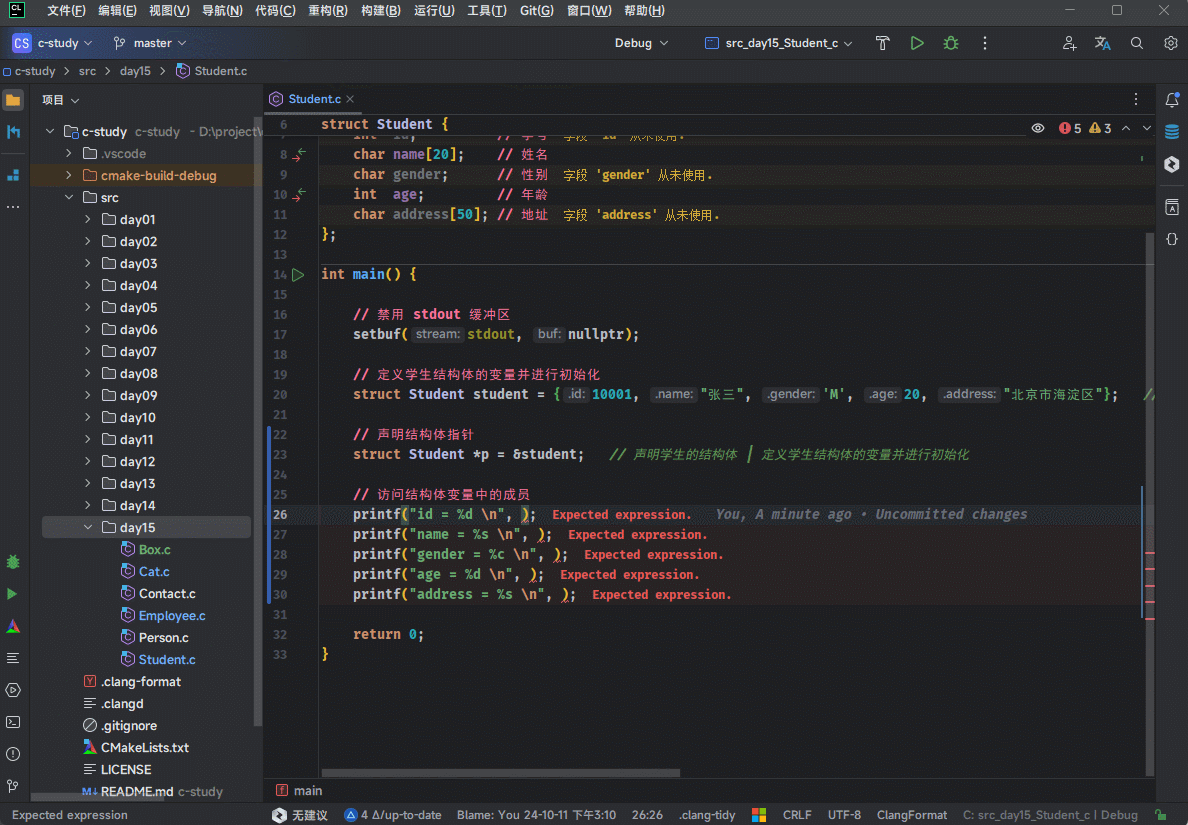 CL 文件(F) 编辑(E) 视图(V) 导航(N) 代码(C) 重构(R) 构建(B) 运行(U) 工具(T) Git(G) 窗口(W) 帮助(H)
CS c-study master Debug src_day15_Student_c
c-study src day15 Student.c
项目
c-study c-study - D:\project\
.vscode
cmake-build-debug
src
day01
day02
day03
day04
day05
day06
day07
day08
day09
day10
day11
day12
day13
day14
day15
Box.c
Cat.c
Contact.c
Employee.c
Person.c
Student.c
.clang-format
.clangd
.gitignore
CMakeLists.txt
LICENSE
README.md c-study
Student.c
5 3
6 struct Student {
8 char name[20]; // 姓名
9 char gender; // 性别 字段 'gender' 从未使用.
10 int age; // 年龄
11 char address[50]; // 地址 字段 'address' 从未使用.
12 };
13
14 int main() {
15
16 // 禁用 stdout 缓冲区
17 setbuf( stream: stdout, buf: nullptr);
18
19 // 定义学生结构体的变量并进行初始化
20 struct Student student = { .id: 10001, .name: "张三", .gender: 'M', .age: 20, .address: "北京市海淀区"}; //
21
22 // 声明结构体指针
23 struct Student *p = &student; // 声明学生的结构体 | 定义学生结构体的变量并进行初始化
24
25 // 访问结构体变量中的成员
26 printf("id = %d \n", ); Expected expression. You, A minute ago • Uncommitted changes
27 printf("name = %s \n", ); Expected expression.
28 printf("gender = %c \n", ); Expected expression.
29 printf("age = %d \n", ); Expected expression.
30 printf("address = %s \n", ); Expected expression.
31
32 return 0;
33 }
f main
Expected expression 无建议 4 Δ/up-to-date Blame: You 24-10-11 下午3:10 26:26 .clang-tidy CRLF UTF-8 ClangFormat C: src_day15_Student_c | Debug